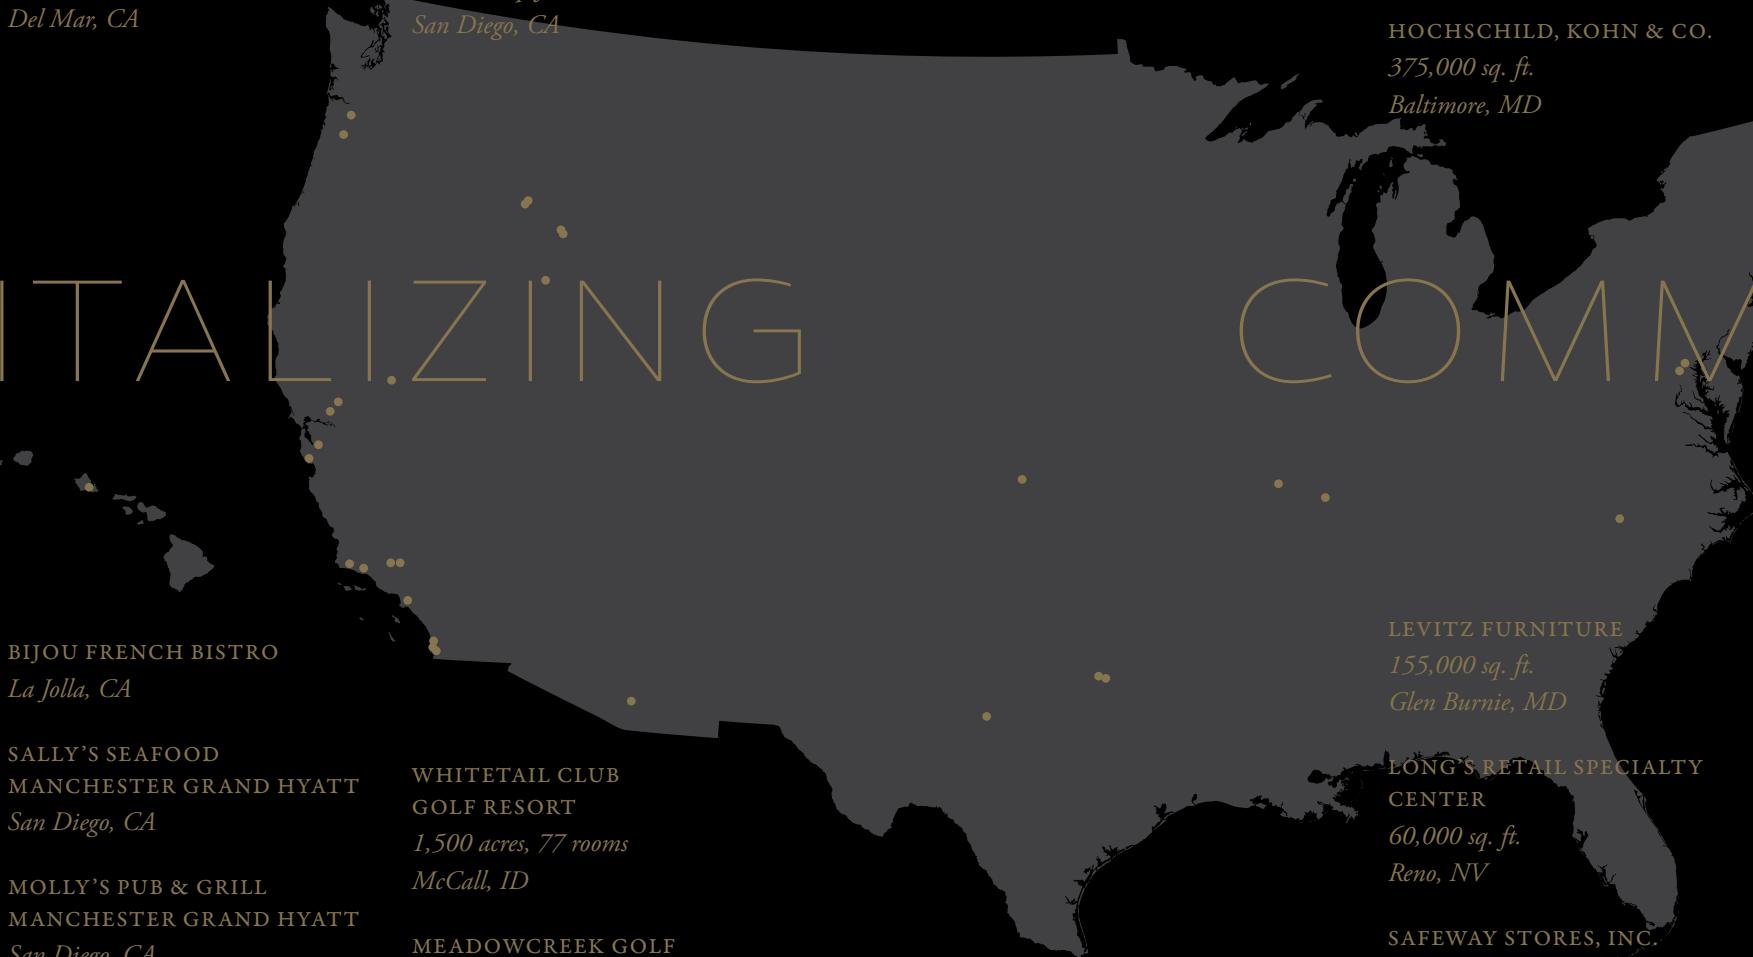 Del Mar, CA
San Diego, CA
HOCHSCHILD, KOHN & CO.
375,000 sq. ft.
Baltimore, MD
ITALIZING COMM
BIJOU FRENCH BISTRO
La Jolla, CA
SALLY’S SEAFOOD
MANCHESTER GRAND HYATT
San Diego, CA
MOLLY’S PUB & GRILL
MANCHESTER GRAND HYATT
San Diego, CA
WHITETAIL CLUB
GOLF RESORT
1,500 acres, 77 rooms
McCall, ID
MEADOWCREEK GOLF
LEVITZ FURNITURE
155,000 sq. ft.
Glen Burnie, MD
LONG’S RETAIL SPECIALTY
CENTER
60,000 sq. ft.
Reno, NV
SAFEWAY STORES, INC.